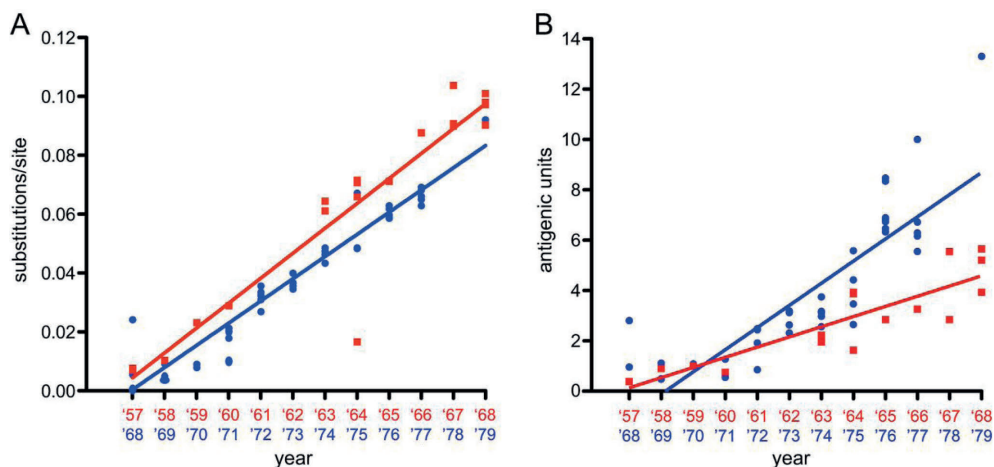 A
0.12
0.10
0.08
0.06
0.04
0.02
0.00
substitutions/site
‘57 ‘58 ‘59 ‘60 ‘61 ‘62 ‘63 ‘64 ‘65 ‘66 ‘67 ‘68
’68 ’69 ’70 ’71 ’72 ’73 ’74 ’75 ’76 ’77 ’78 ’79
year
B
14
12
10
8
6
4
2
0
antigenic units
‘57 ‘58 ‘59 ‘60 ‘61 ‘62 ‘63 ‘64 ‘65 ‘66 ‘67 ‘68
’68 ’69 ’70 ’71 ’72 ’73 ’74 ’75 ’76 ’77 ’78 ’79
year